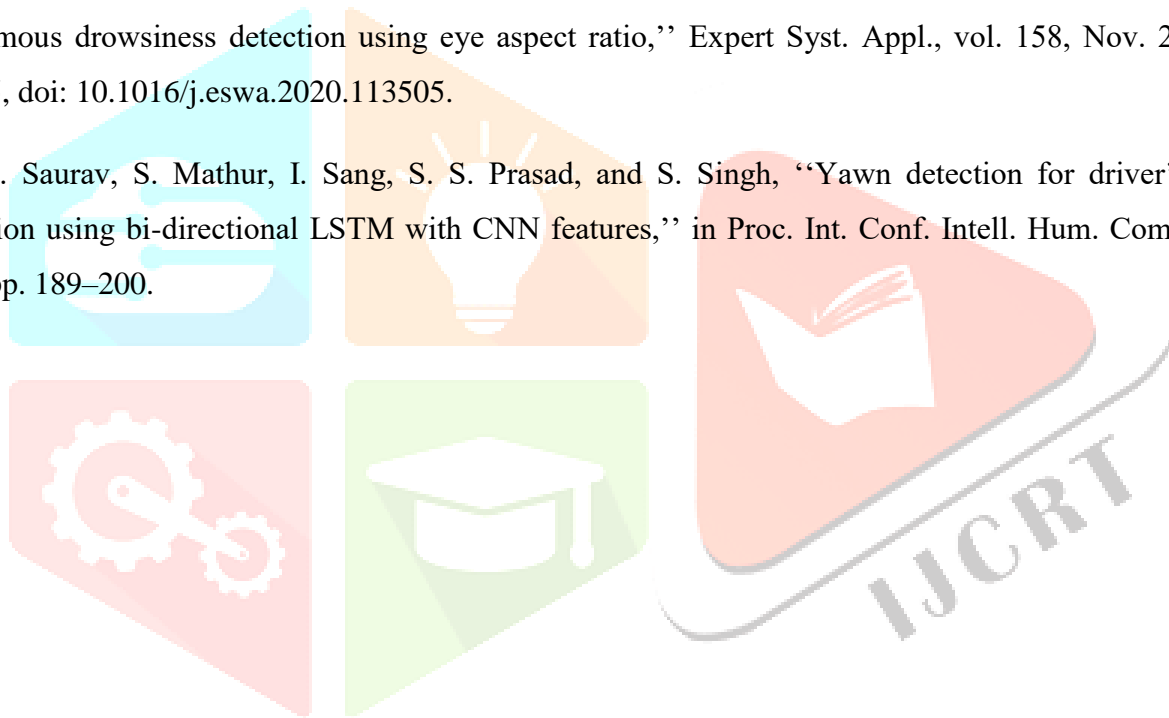 mous drowsiness detection using eye aspect ratio,’’ Expert Syst. Appl., vol. 158, Nov. 2
, doi: 10.1016/j.eswa.2020.113505.
. Saurav, S. Mathur, I. Sang, S. S. Prasad, and S. Singh, ‘‘Yawn detection for driver’
ion using bi-directional LSTM with CNN features,’’ in Proc. Int. Conf. Intell. Hum. Com
pp. 189–200.
IJCRT